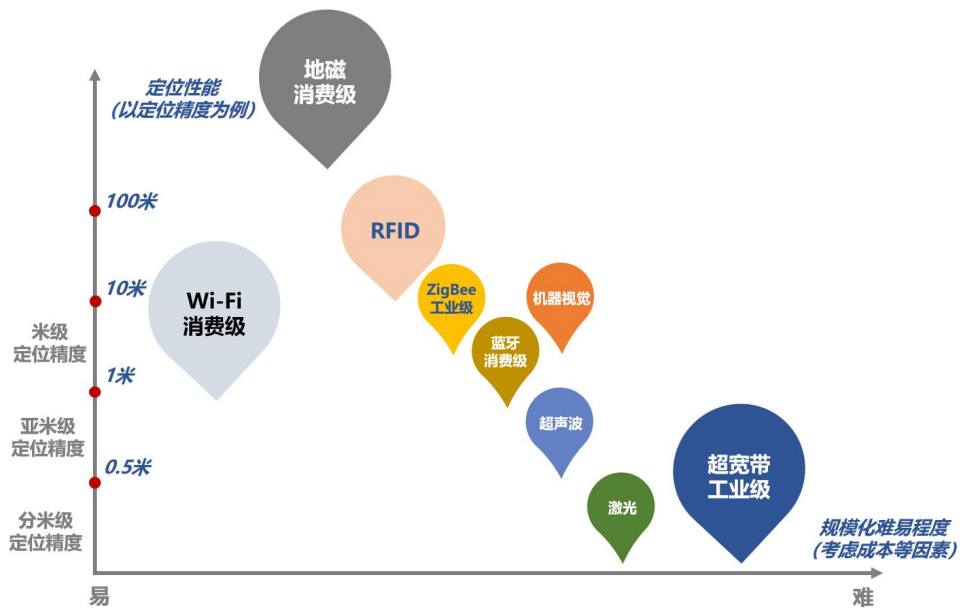 地磁
消费级
定位性能
（以定位精度为例）
100米
RFID
10米
Wi-Fi
消费级
ZigBee
工业级
机器视觉
米级
定位精度
蓝牙
消费级
1米
亚米级
定位精度
超声波
0.5米
超宽带
工业级
分米级
定位精度
激光
规模化难易程度
（考虑成本等因素）
易
难